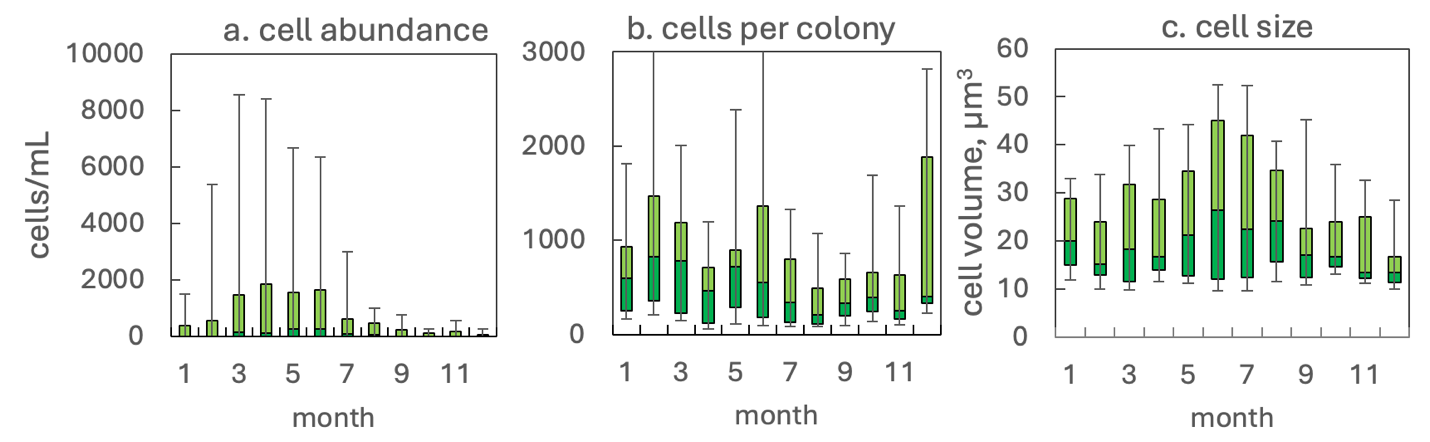 a. cell abundance
cells/mL
10000
8000
6000
4000
2000
0
1 3 5 7 9 11
month
b. cells per colony
3000
2000
1000
0
1 3 5 7 9 11
month
c. cell size
cell volume, µm³
60
50
40
30
20
10
0
1 3 5 7 9 11
month